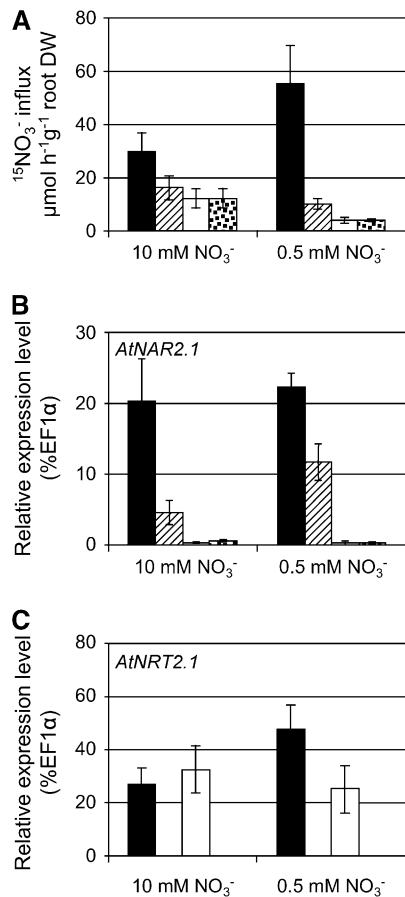 A
¹⁵NO₃⁻ influx
µmol h⁻¹g⁻¹ root DW
80
60
40
20
0
10 mM NO₃⁻
0.5 mM NO₃⁻
B
AtNAR2.1
Relative expression level
(%EF1α)
30
20
10
0
10 mM NO₃⁻
0.5 mM NO₃⁻
C
AtNRT2.1
Relative expression level
(%EF1α)
80
60
40
20
0
10 mM NO₃⁻
0.5 mM NO₃⁻